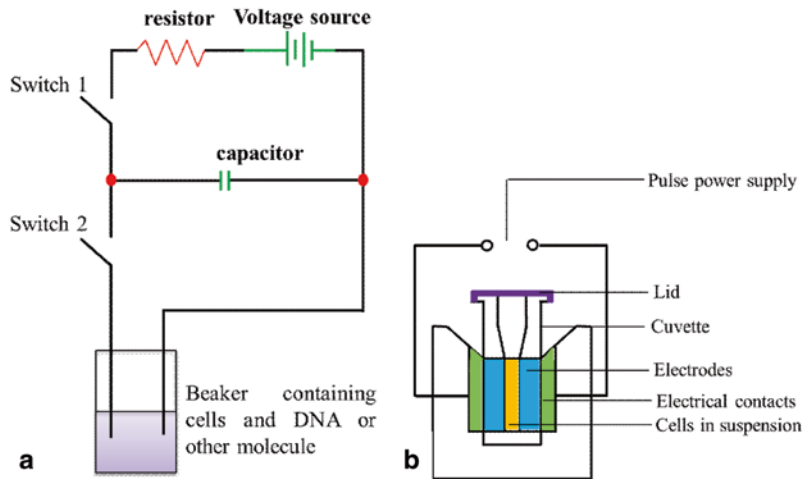 resistor
Voltage source
Switch 1
capacitor
Switch 2
Beaker containing
cells and DNA or
other molecule
a
Pulse power supply
Lid
Cuvette
Electrodes
Electrical contacts
Cells in suspension
b